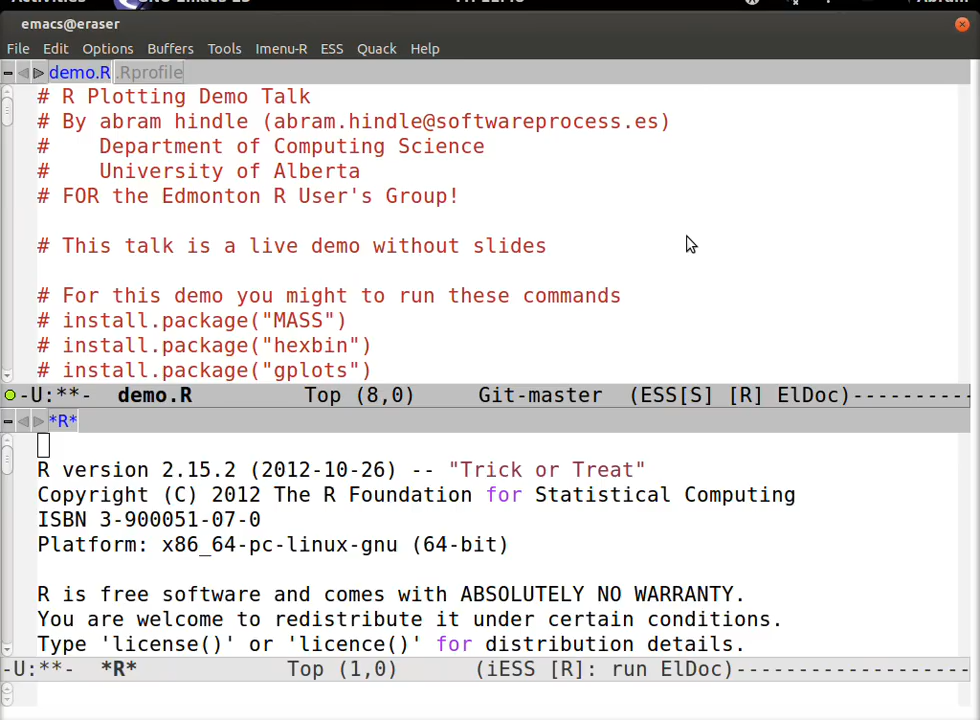 emacs@eraser
File Edit Options Buffers Tools Imenu-R ESS Quack Help
demo.R .Rprofile
# R Plotting Demo Talk
# By abram hindle (abram.hindle@softwareprocess.es)
#    Department of Computing Science
#    University of Alberta
# FOR the Edmonton R User's Group!
# This talk is a live demo without slides
# For this demo you might to run these commands
# install.package("MASS")
# install.package("hexbin")
# install.package("gplots")
-U:**-  demo.R         Top (8,0)     Git-master  (ESS[S] [R] ElDoc)----------
*R*
R version 2.15.2 (2012-10-26) -- "Trick or Treat"
Copyright (C) 2012 The R Foundation for Statistical Computing
ISBN 3-900051-07-0
Platform: x86_64-pc-linux-gnu (64-bit)
R is free software and comes with ABSOLUTELY NO WARRANTY.
You are welcome to redistribute it under certain conditions.
Type 'license()' or 'licence()' for distribution details.
-U:**-  *R*            Top (1,0)      (iESS [R]: run ElDoc)-------------------